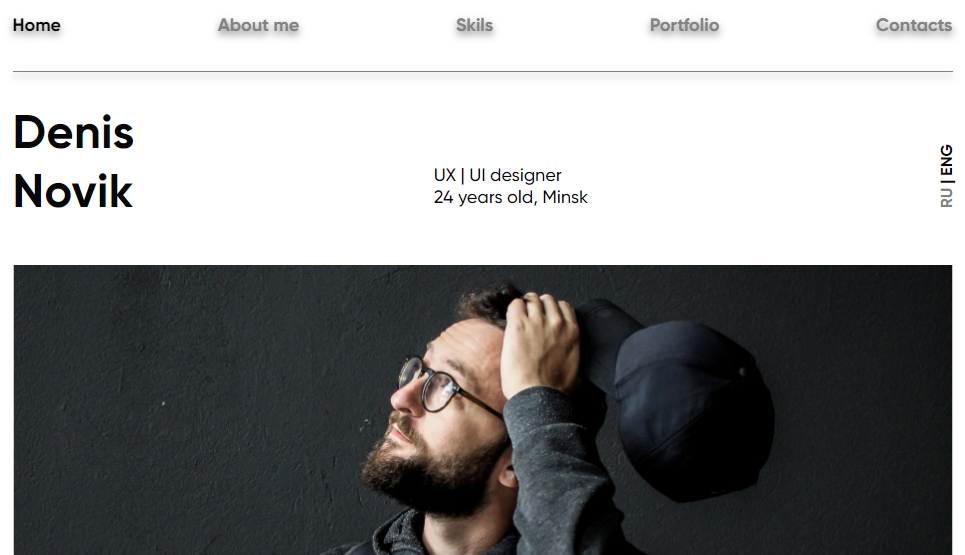 Home
About me
Skils
Portfolio
Contacts
Denis
Novik
UX | UI designer
24 years old, Minsk
RU | ENG